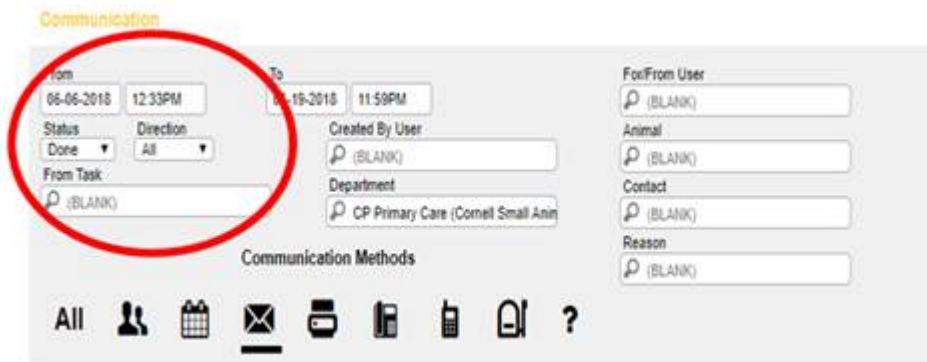 Communication
From To For/From User
06-06-2018 12:33PM -19-2018 11:59PM (BLANK)
Status Direction Created By User Animal
Done All (BLANK) (BLANK)
From Task Department Contact
(BLANK) CP Primary Care (Cornell Small Anim (BLANK)
Reason
Communication Methods (BLANK)
All ?